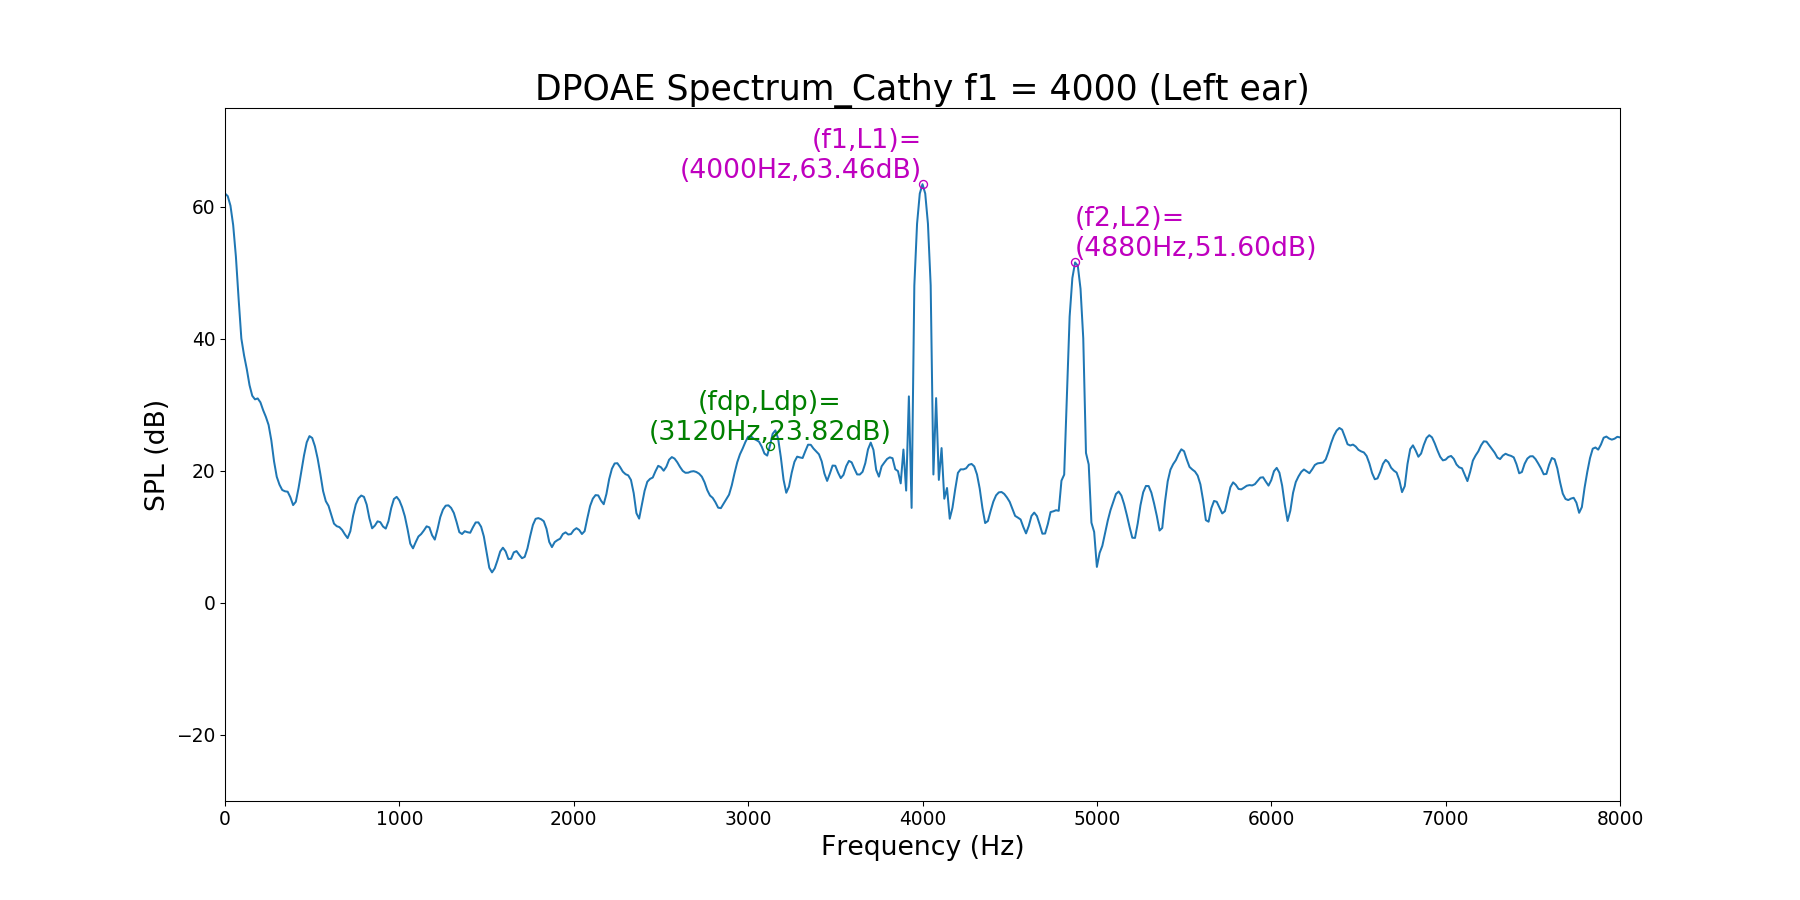 DPOAE Spectrum_Cathy f1 = 4000 (Left ear)
(f1,L1)=
(4000Hz,63.46dB)
(f2,L2)=
(4880Hz,51.60dB)
(fdp,Ldp)=
(3120Hz,23.82dB)
SPL (dB)
60
40
20
0
−20
0 1000 2000 3000 4000 5000 6000 7000 8000
Frequency (Hz)